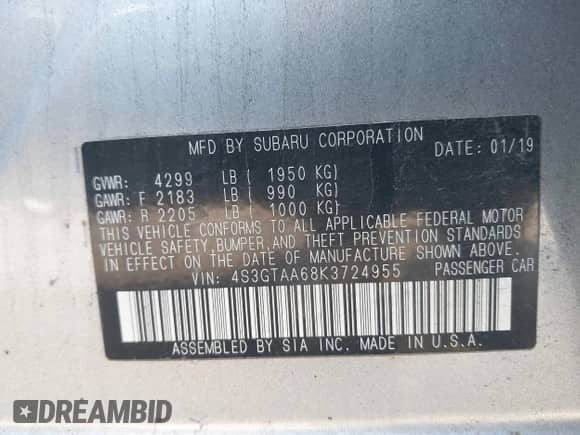 MFD BY SUBARU CORPORATION DATE: 01/19
GVWR: 4299 LB ( 1950 KG)
GAWR: F 2183 LB ( 990 KG)
GAWR: R 2205 LB ( 1000 KG)
THIS VEHICLE CONFORMS TO ALL APPLICABLE FEDERAL MOTOR
VEHICLE SAFETY, BUMPER, AND THEFT PREVENTION STANDARDS
IN EFFECT ON THE DATE OF MANUFACTURE SHOWN ABOVE.
VIN: 4S3GTAA68K3724955 PASSENGER CAR
ASSEMBLED BY SIA INC. MADE IN U.S.A.
DREAMBID